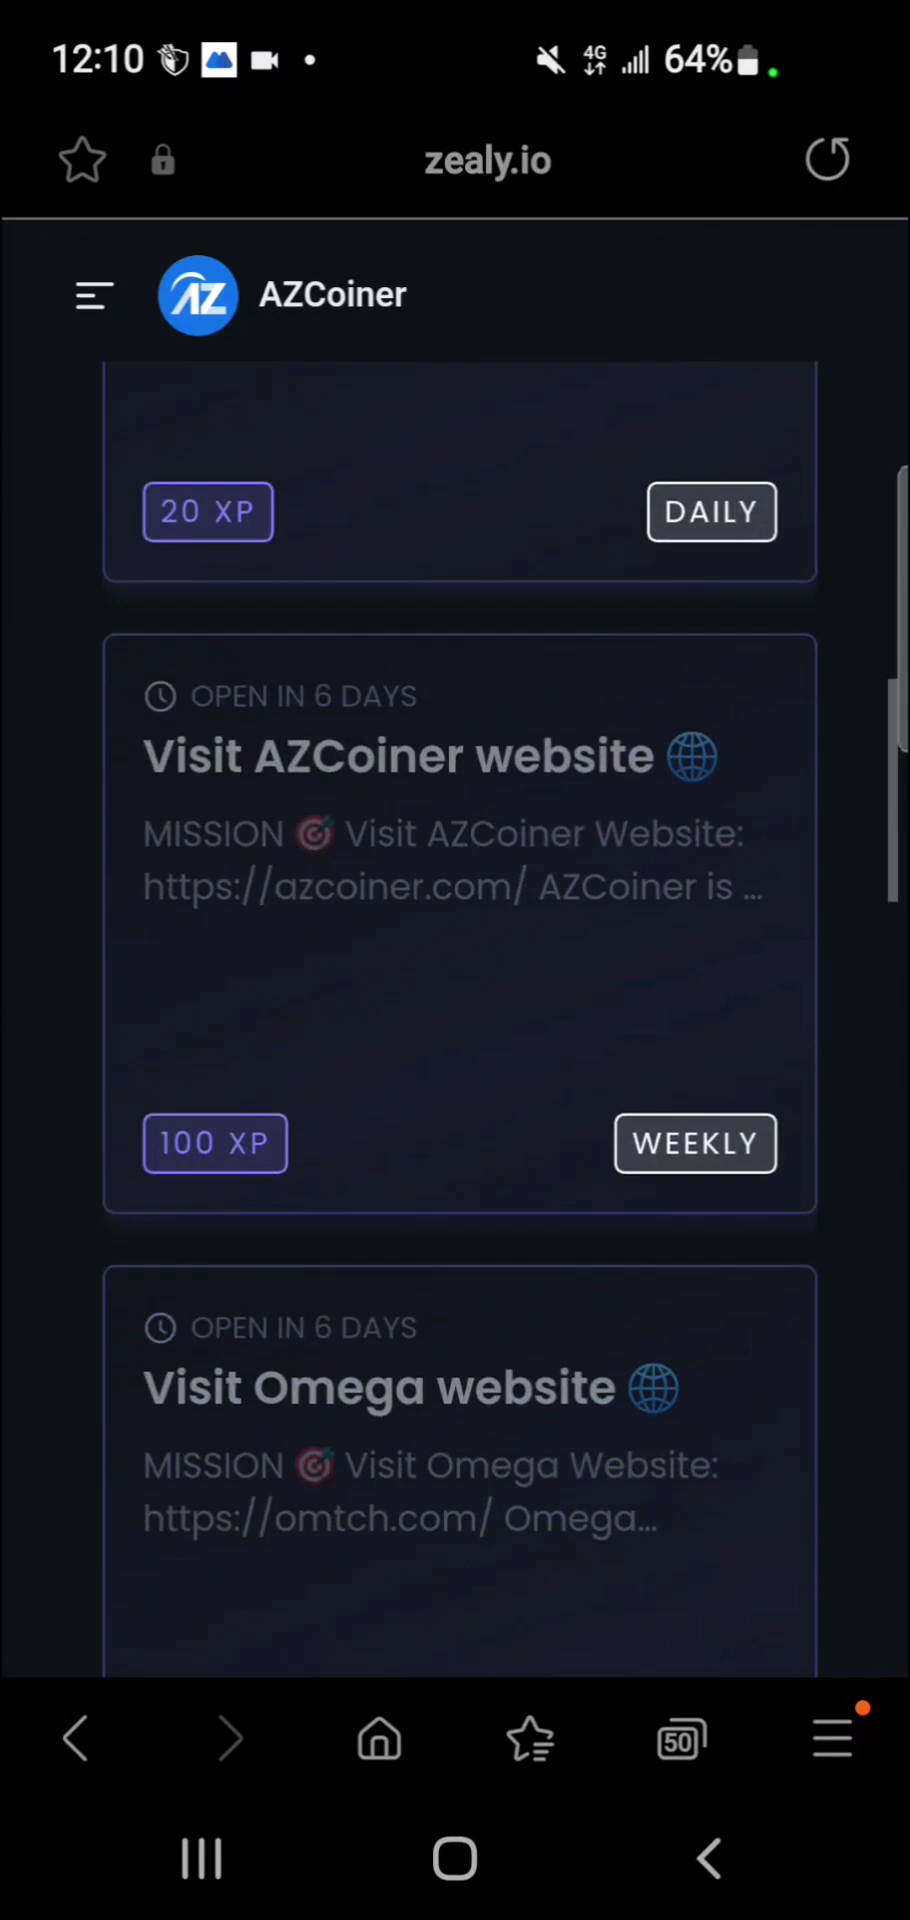 12:10 4G 64%
zealy.io
AZ AZCoiner
20 XP DAILY
OPEN IN 6 DAYS
Visit AZCoiner website
MISSION 🎯 Visit AZCoiner Website:
https://azcoiner.com/ AZCoiner is ...
100 XP WEEKLY
OPEN IN 6 DAYS
Visit Omega website
MISSION 🎯 Visit Omega Website:
https://omtch.com/ Omega...
50